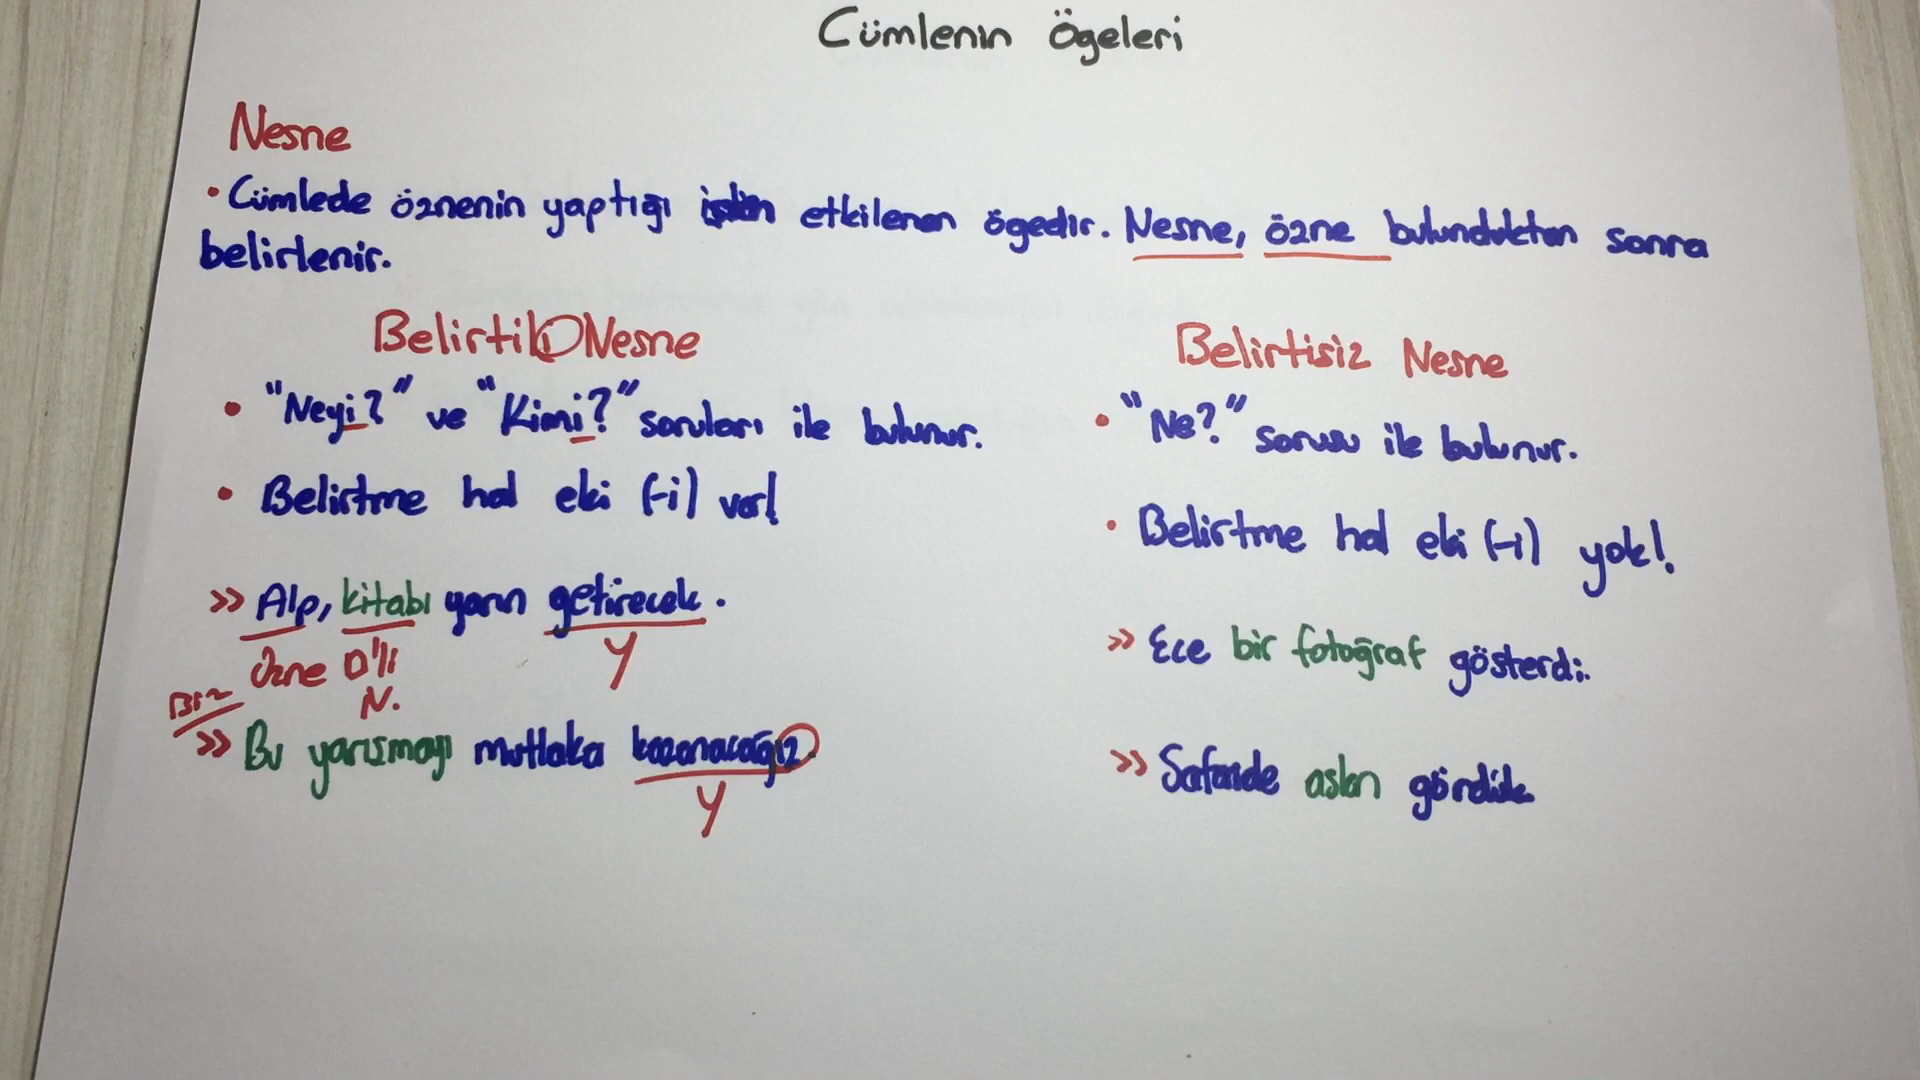 Cümlenin Ögeleri
Nesne
• Cümlede öznenin yaptığı işten etkilenen ögedir. Nesne, özne bulunduktan sonra
belirlenir.
Belirtili Nesne
• "Neyi?" ve "Kimi?" soruları ile bulunur.
• Belirtme hal eki (-i) var!
>> Alp, kitabı yarın getirecek.
Özne B'li Y
N.
Biz
>> Bu yarışmayı mutlaka kazanacağız.
Y
Belirtisiz Nesne
• "Ne?" sorusu ile bulunur.
• Belirtme hal eki (-i) yok!
>> Ece bir fotoğraf gösterdi.
>> Safaride aslan gördük